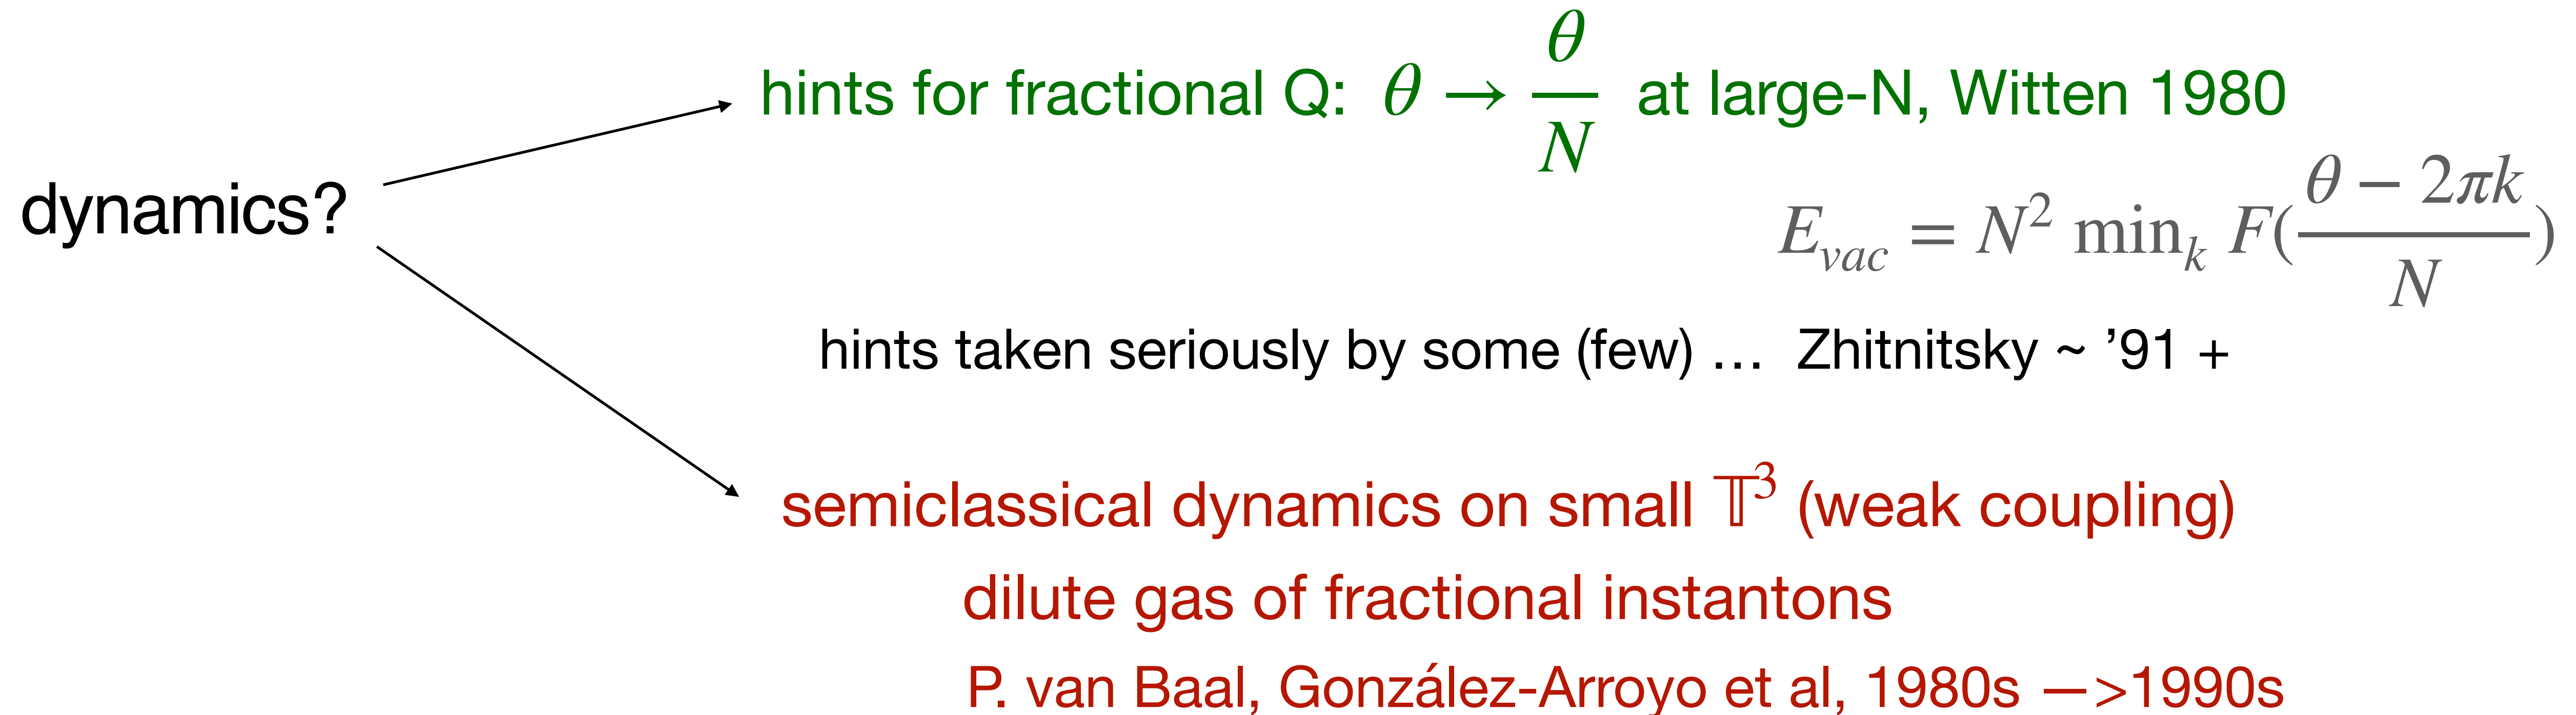 hints for fractional Q: θ → θ/N at large-N, Witten 1980
dynamics?
E_vac = N² min_k F((θ − 2πk)/N)
hints taken seriously by some (few) … Zhitnitsky ~ ’91 +
semiclassical dynamics on small 𝕋³ (weak coupling)
dilute gas of fractional instantons
P. van Baal, González-Arroyo et al, 1980s —>1990s